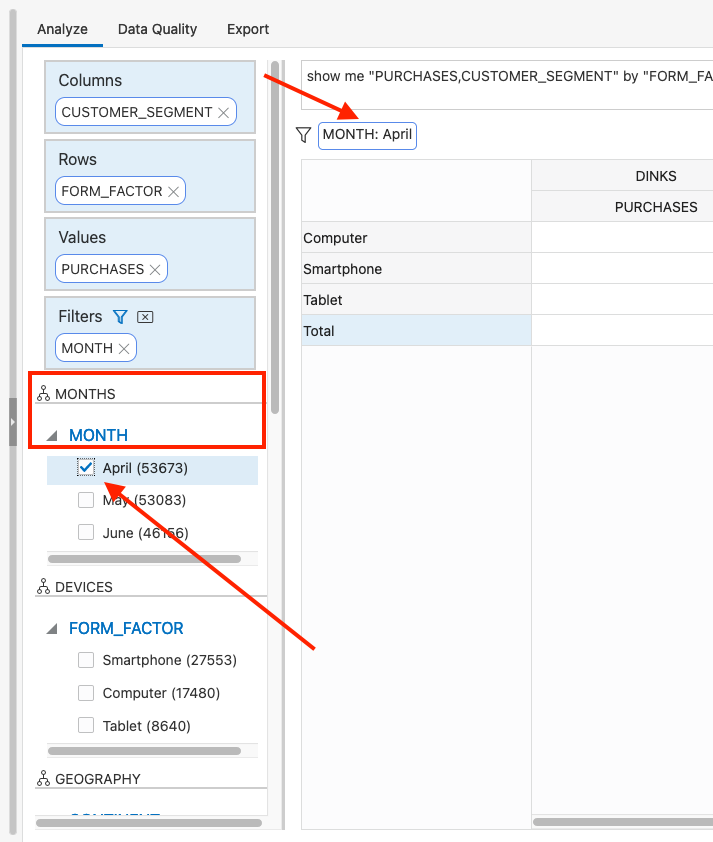 Analyze
Data Quality
Export
Columns
CUSTOMER_SEGMENT
Rows
FORM_FACTOR
Values
PURCHASES
Filters
MONTH
MONTHS
MONTH
April (53673)
May (53083)
June (46156)
DEVICES
FORM_FACTOR
Smartphone (27553)
Computer (17480)
Tablet (8640)
GEOGRAPHY
show me "PURCHASES,CUSTOMER_SEGMENT" by "FORM_FA
MONTH: April
DINKS
PURCHASES
Computer
Smartphone
Tablet
Total